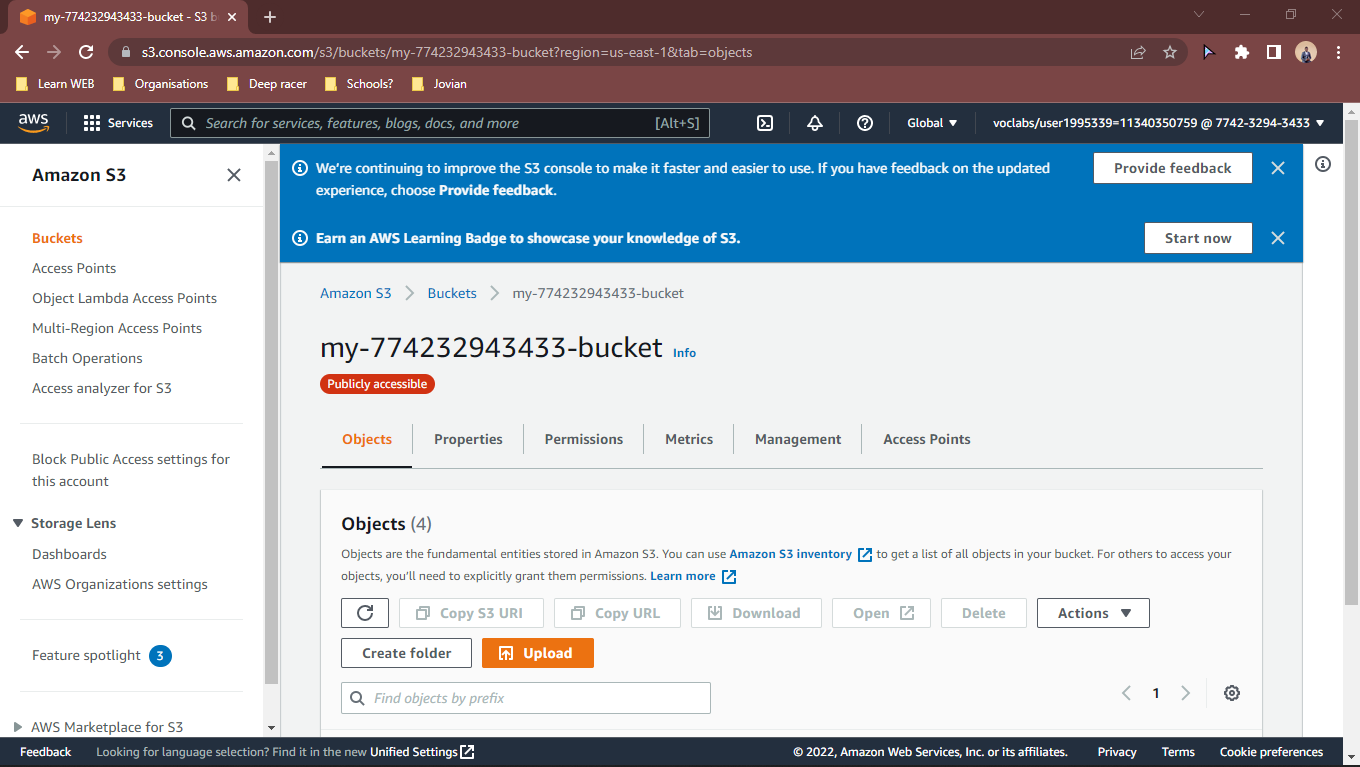 my-774232943433-bucket - S3 b
s3.console.aws.amazon.com/s3/buckets/my-774232943433-bucket?region=us-east-1&tab=objects
Learn WEB Organisations Deep racer Schools? Jovian
aws Services Search for services, features, blogs, docs, and more [Alt+S] Global voclabs/user1995339=11340350759 @ 7742-3294-3433
Amazon S3
Buckets
Access Points
Object Lambda Access Points
Multi-Region Access Points
Batch Operations
Access analyzer for S3
Block Public Access settings for
this account
Storage Lens
Dashboards
AWS Organizations settings
Feature spotlight 3
AWS Marketplace for S3
We're continuing to improve the S3 console to make it faster and easier to use. If you have feedback on the updated
experience, choose Provide feedback.
Provide feedback
Earn an AWS Learning Badge to showcase your knowledge of S3.
Start now
Amazon S3 Buckets my-774232943433-bucket
my-774232943433-bucket Info
Publicly accessible
Objects Properties Permissions Metrics Management Access Points
Objects (4)
Objects are the fundamental entities stored in Amazon S3. You can use Amazon S3 inventory to get a list of all objects in your bucket. For others to access your
objects, you'll need to explicitly grant them permissions. Learn more
Copy S3 URI Copy URL Download Open Delete Actions
Create folder Upload
Find objects by prefix 1
Feedback Looking for language selection? Find it in the new Unified Settings © 2022, Amazon Web Services, Inc. or its affiliates. Privacy Terms Cookie preferences